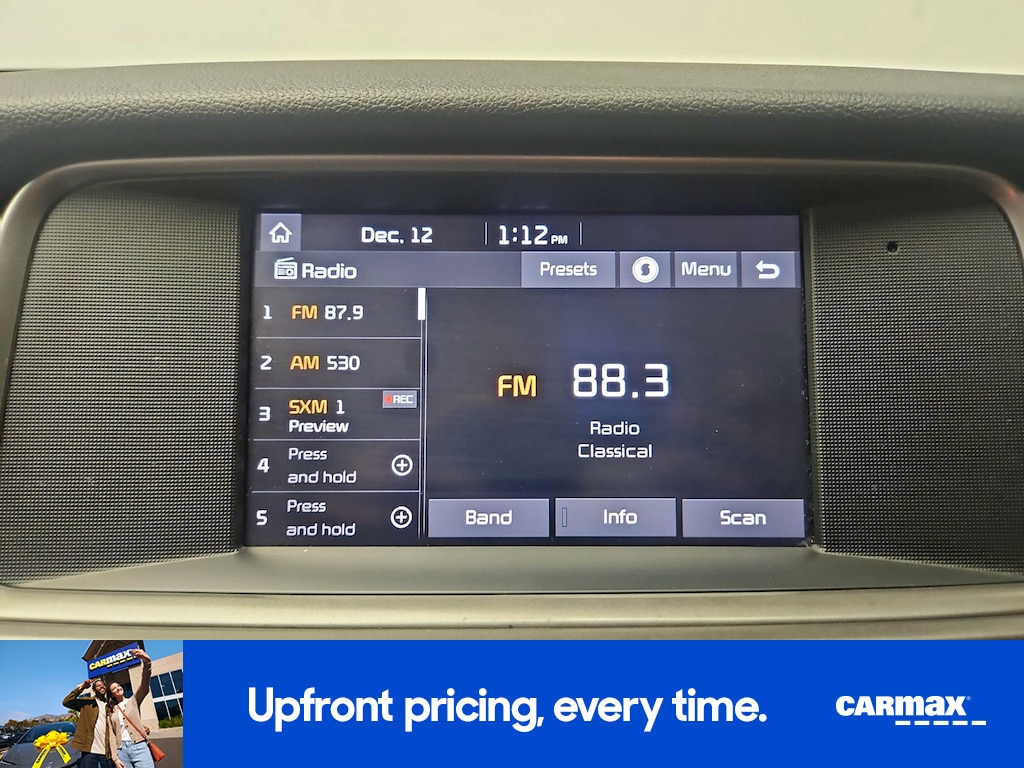 Dec. 12
1:12 PM
Radio
Presets
Menu
1 FM 87.9
2 AM 530
3 SXM 1
REC
Preview
4 Press
and hold
5 Press
and hold
FM 88.3
Radio
Classical
Band
Info
Scan
CARMAX
Upfront pricing, every time.
CARMAX